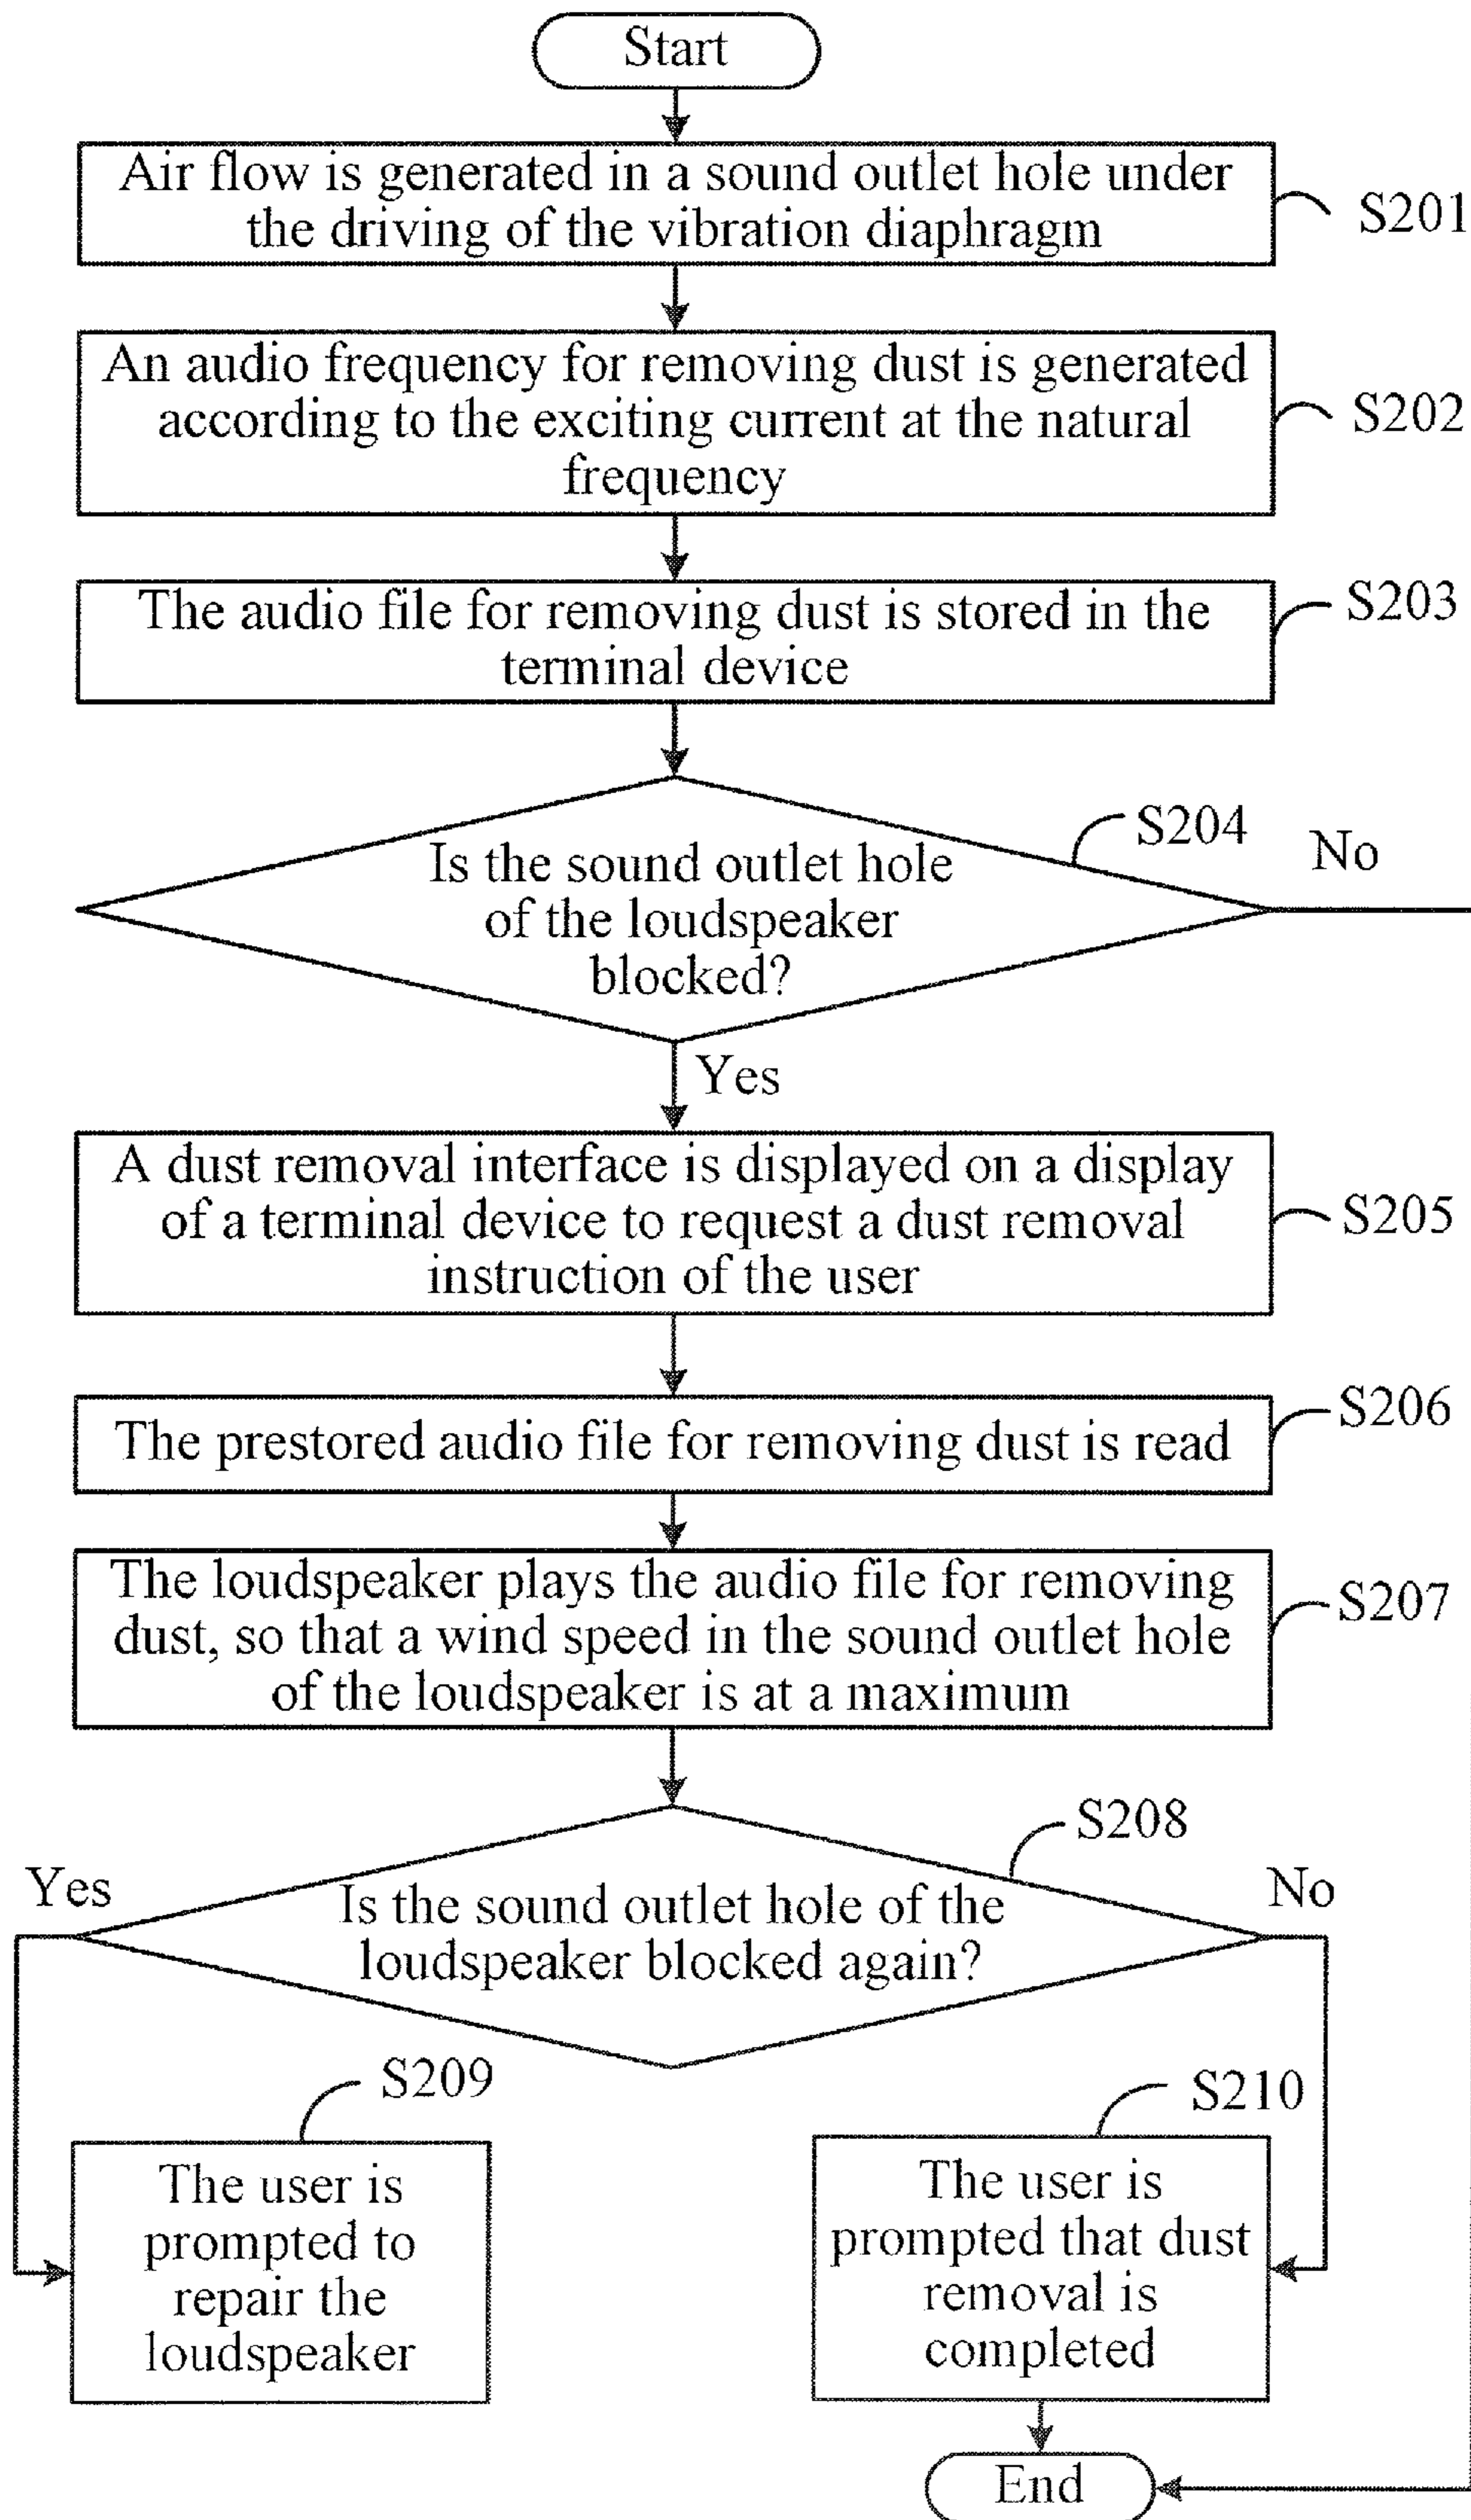 Start
Air flow is generated in a sound outlet hole under
the driving of the vibration diaphragm
S201
An audio frequency for removing dust is generated
according to the exciting current at the natural
frequency
S202
The audio file for removing dust is stored in the
terminal device
S203
Is the sound outlet hole
of the loudspeaker
blocked?
S204
No
Yes
A dust removal interface is displayed on a display
of a terminal device to request a dust removal
instruction of the user
S205
The prestored audio file for removing dust is read
S206
The loudspeaker plays the audio file for removing
dust, so that a wind speed in the sound outlet hole
of the loudspeaker is at a maximum
S207
S208
Yes
No
Is the sound outlet hole of the
loudspeaker blocked again?
S209
The user is
prompted to
repair the
loudspeaker
S210
The user is
prompted that dust
removal is
completed
End